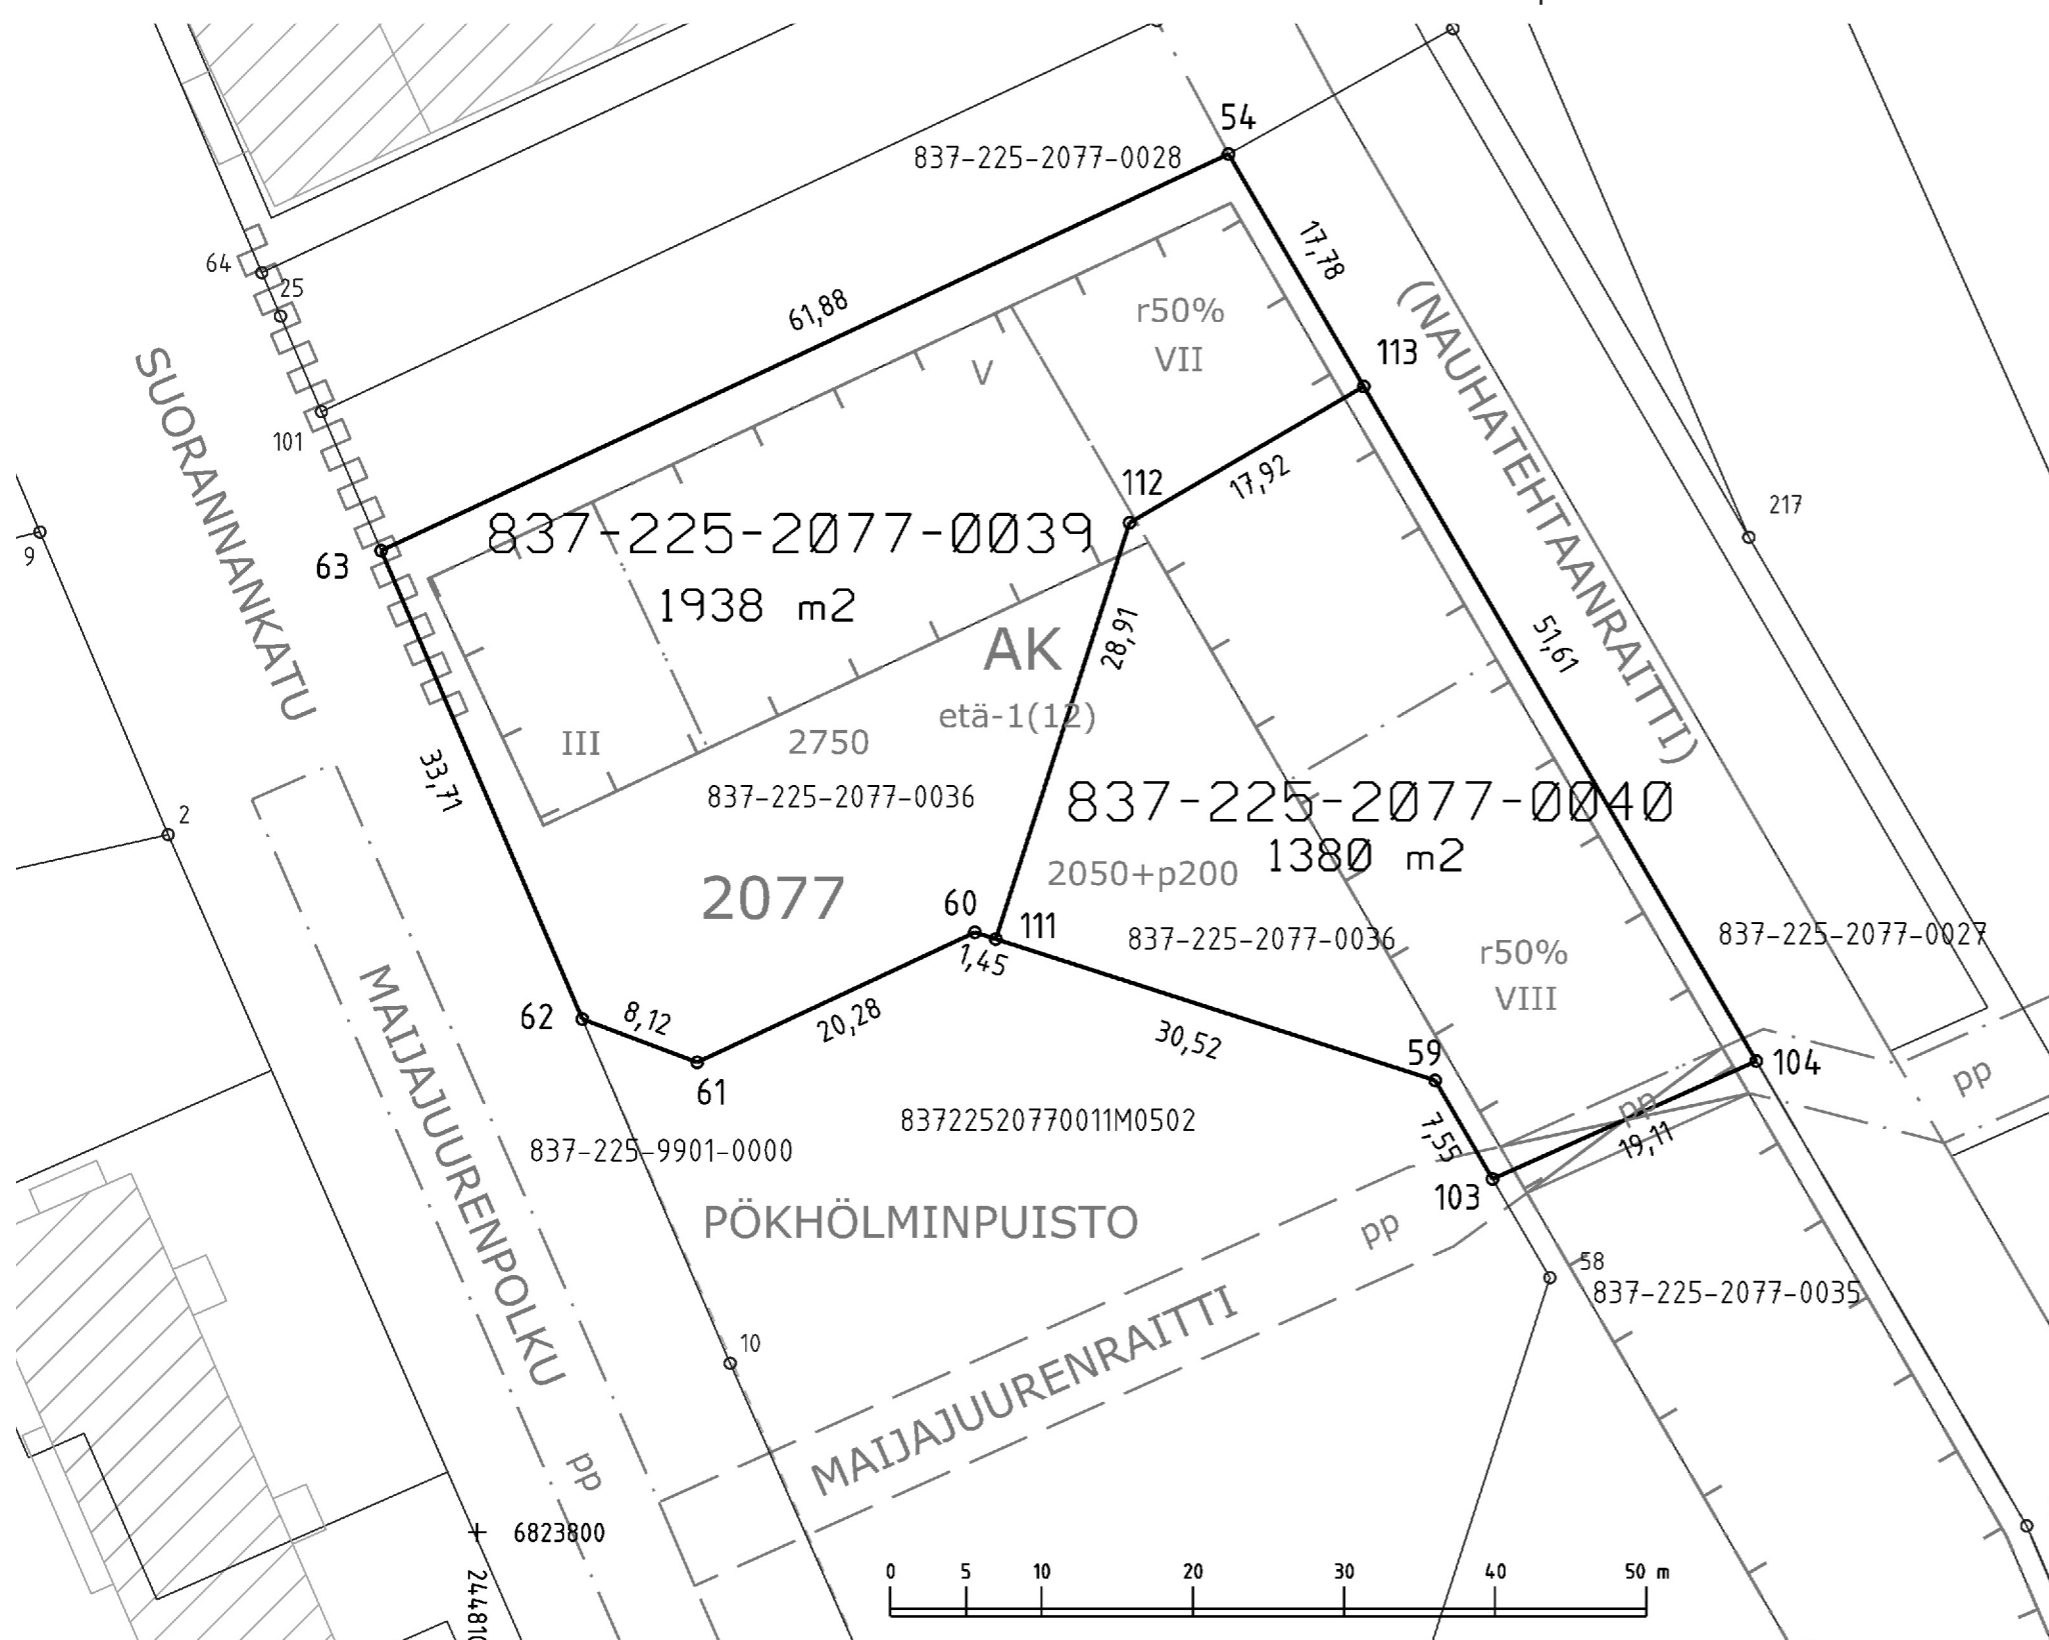 54
837-225-2077-0028
64
25
17,78
(NAUHATEHTAANRAITTI)
61,88
r50%
VII
113
V
SUORANNANKATU
101
112
17,92
217
9
63
837-225-2077-0039
1938 m2
AK
28,91
51,61
etä-1(12)
III
2750
33,71
837-225-2077-0036
837-225-2077-0040
1380 m2
2
2077
2050+p200
60
111
837-225-2077-0036
837-225-2077-0027
r50%
VIII
1,45
62
8,12
20,28
30,52
59
104
pp
MAIJAJUURENPOLKU
61
pp
83722520770011M0502
7,55
19,11
837-225-9901-0000
103
PÖKHÖLMINPUISTO
pp
58
837-225-2077-0035
10
MAIJAJUURENRAITTI
pp
6823800
0 5 10 20 30 40 50 m